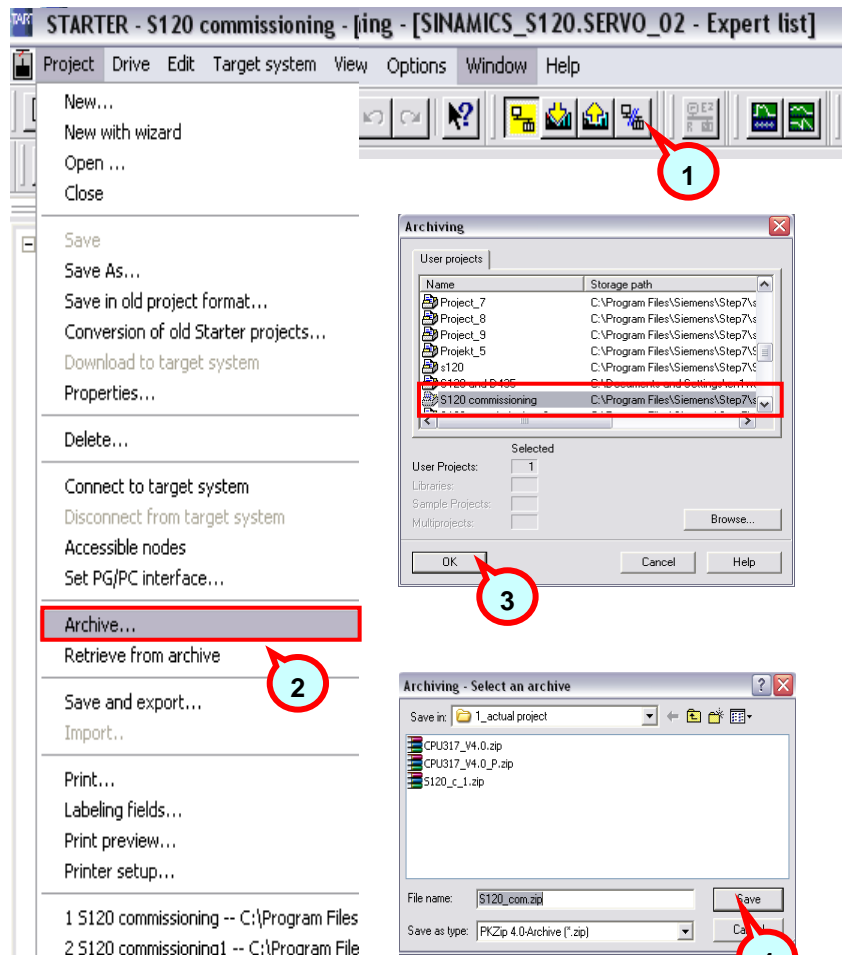 STARTER - S120 commissioning - [ing - [SINAMICS_S120.SERVO_02 - Expert list]
Project Drive Edit Target system View Options Window Help
New...
New with wizard
Open ...
Close
Save
Save As...
Save in old project format...
Conversion of old Starter projects...
Download to target system
Properties...
Delete...
Connect to target system
Disconnect from target system
Accessible nodes
Set PG/PC interface...
Archive...
Retrieve from archive
Save and export...
Import..
Print...
Labeling fields...
Print preview...
Printer setup...
1 S120 commissioning -- C:\Program Files
2 S120 commissioning1 -- C:\Program File
1
2
Archiving
User projects
Name Storage path
Project_7 C:\Program Files\Siemens\Step7\s
Project_8 C:\Program Files\Siemens\Step7\s
Project_9 C:\Program Files\Siemens\Step7\s
Projekt_5 C:\Program Files\Siemens\Step7\S
s120 C:\Program Files\Siemens\Step7\S
S120 and D435
S120 commissioning C:\Program Files\Siemens\Step7\s
Selected
User Projects: 1
Libraries:
Sample Projects:
Multiprojects:
Browse...
OK Cancel Help
3
Archiving - Select an archive
Save in: 1_actual project
CPU317_V4.0.zip
CPU317_V4.0_P.zip
S120_c_1.zip
File name: S120_com.zip Save
Save as type: PKZip 4.0-Archive (*.zip)